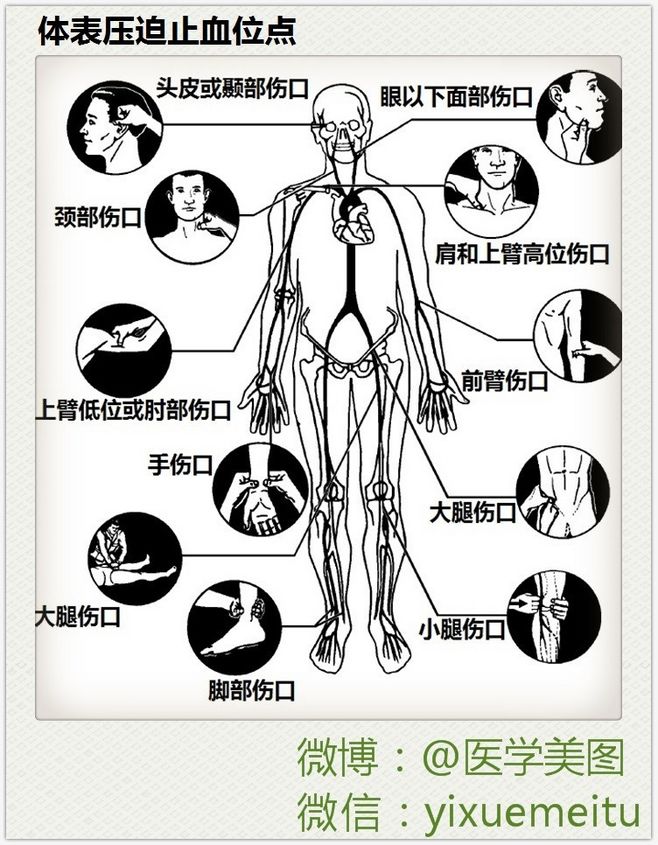 体表压迫止血位点
头皮或颞部伤口
眼以下面部伤口
颈部伤口
肩和上臂高位伤口
前臂伤口
上臂低位或肘部伤口
手伤口
大腿伤口
大腿伤口
小腿伤口
脚部伤口
微博：@医学美图
微信：yixuemeitu